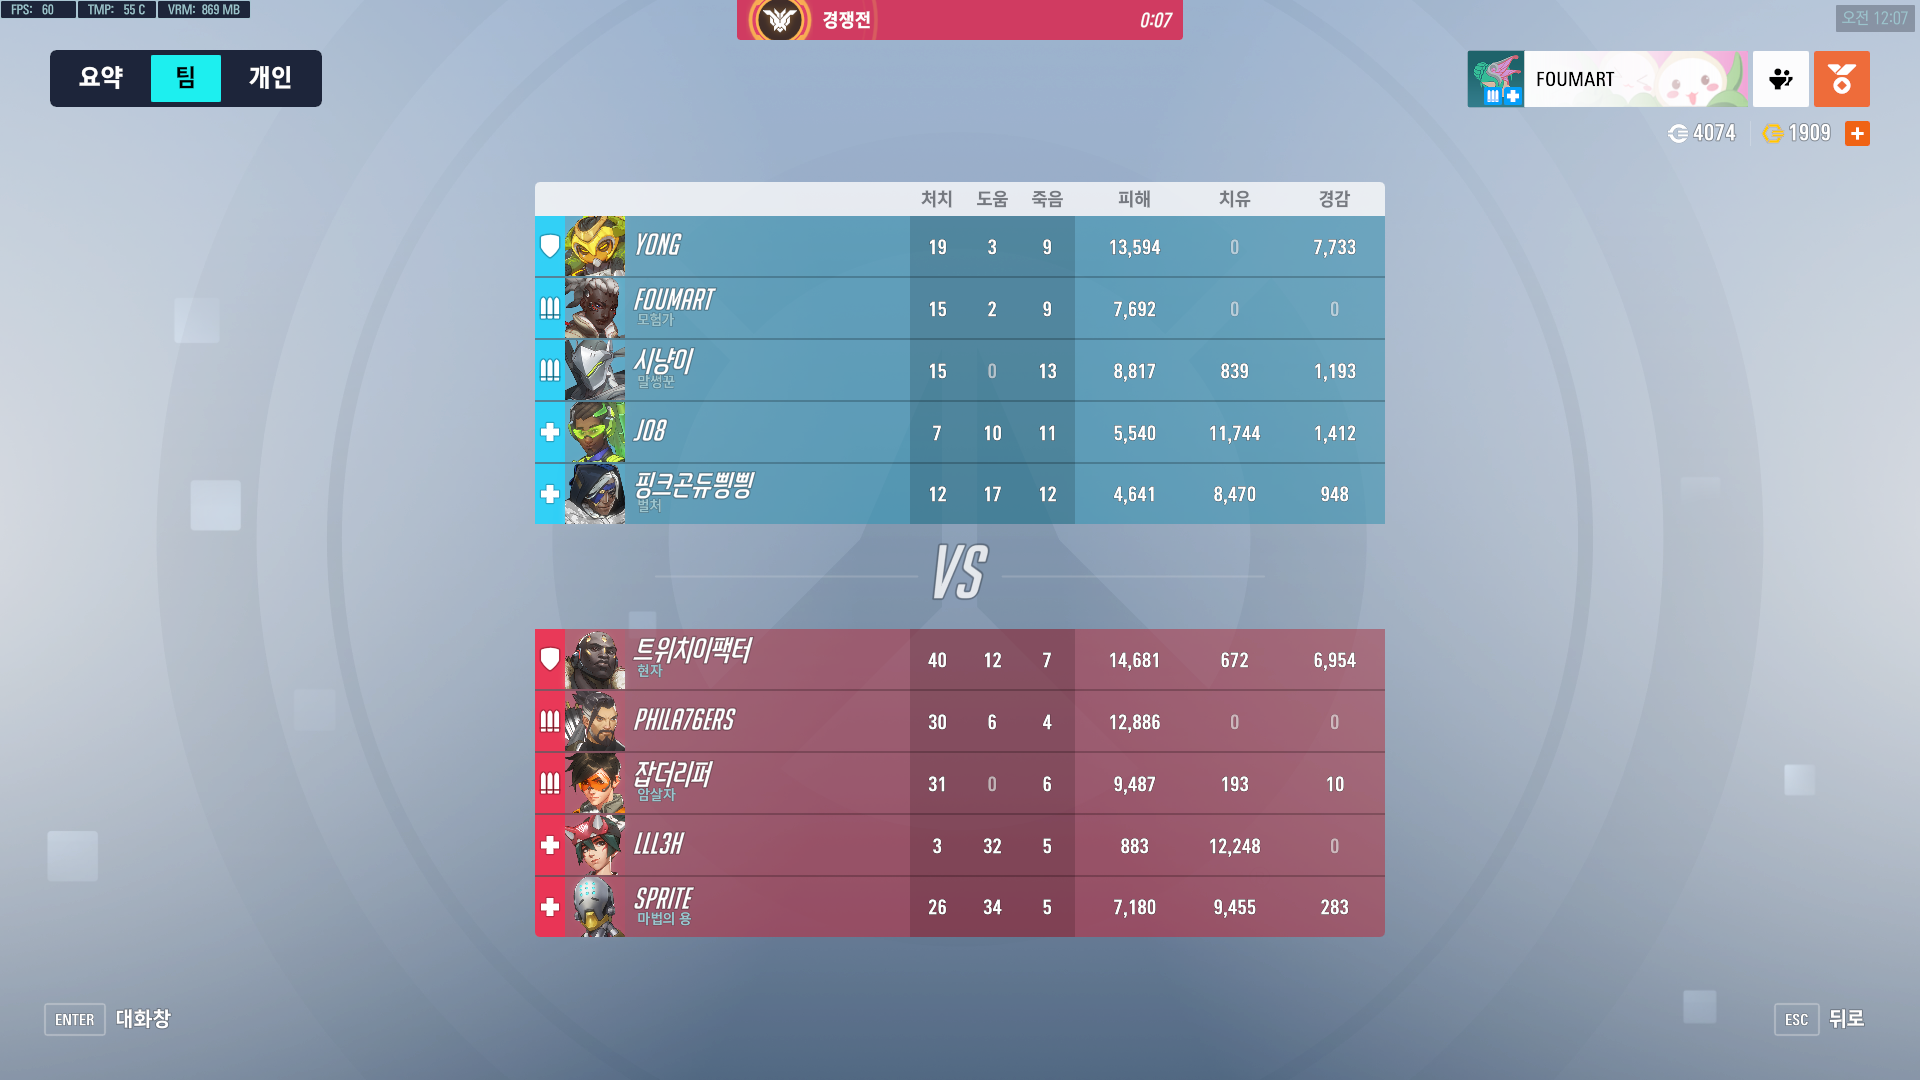 FPS: 60 TMP: 55 C VRM: 869 MB
경쟁전 0:07
오전 12:07
요약 팀 개인
FOUMART
4074 1909
처치 도움 죽음 피해 치유 경감
YONG 19 3 9 13,594 0 7,733
FOUMART 15 2 9 7,692 0 0
모험가
시냥이 15 0 13 8,817 839 1,193
말썽꾼
JOB 7 10 11 5,540 11,744 1,412
핑크곤듀쁘띵 12 17 12 4,641 8,470 948
벌처
VS
트위치이팩터 40 12 7 14,681 672 6,954
현자
PHILA76ERS 30 6 4 12,886 0 0
잡더리퍼 31 0 6 9,487 193 10
암살자
LLL3H 3 32 5 883 12,248 0
SPRITE 26 34 5 7,180 9,455 283
마법의 용
ENTER 대화창
ESC 뒤로